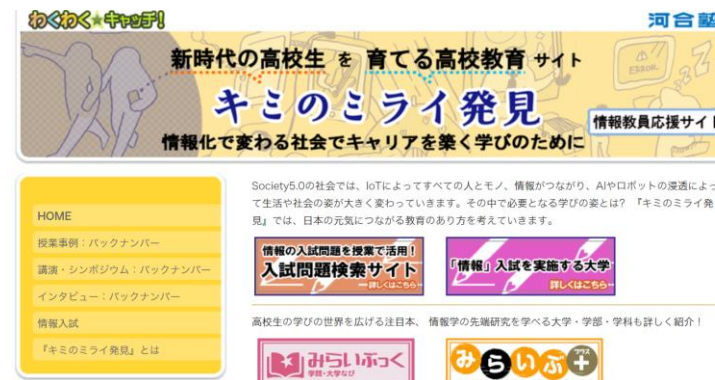 わくわく★キャッチ!
河合塾
新時代の高校生 を 育てる高校教育 サイト
キミのミライ発見
情報教員応援サイト
情報化で変わる社会でキャリアを築く学びのために
ERROR.
HOME
授業事例:バックナンバー
講演・シンポジウム:バックナンバー
インタビュー:バックナンバー
情報入試
『キミのミライ発見』とは
Society5.0の社会では、IoTによってすべての人とモノ、情報がつながり、AIやロボットの浸透によっ
て生活や社会の姿が大きく変わっていきます。その中で必要となる学びの姿とは? 『キミのミライ発
見』では、日本の元気につながる教育のあり方を考えていきます。
情報の入試問題を授業で活用!
入試問題検索サイト
詳しくはこちら
「情報」入試を実施する大学
詳しくはこちら
高校生の学びの世界を広げる注目本、 情報学の先端研究を学べる大学・学部・学科も詳しく紹介!
みらいぶっく
学問・大学なび
みらいぶプラス